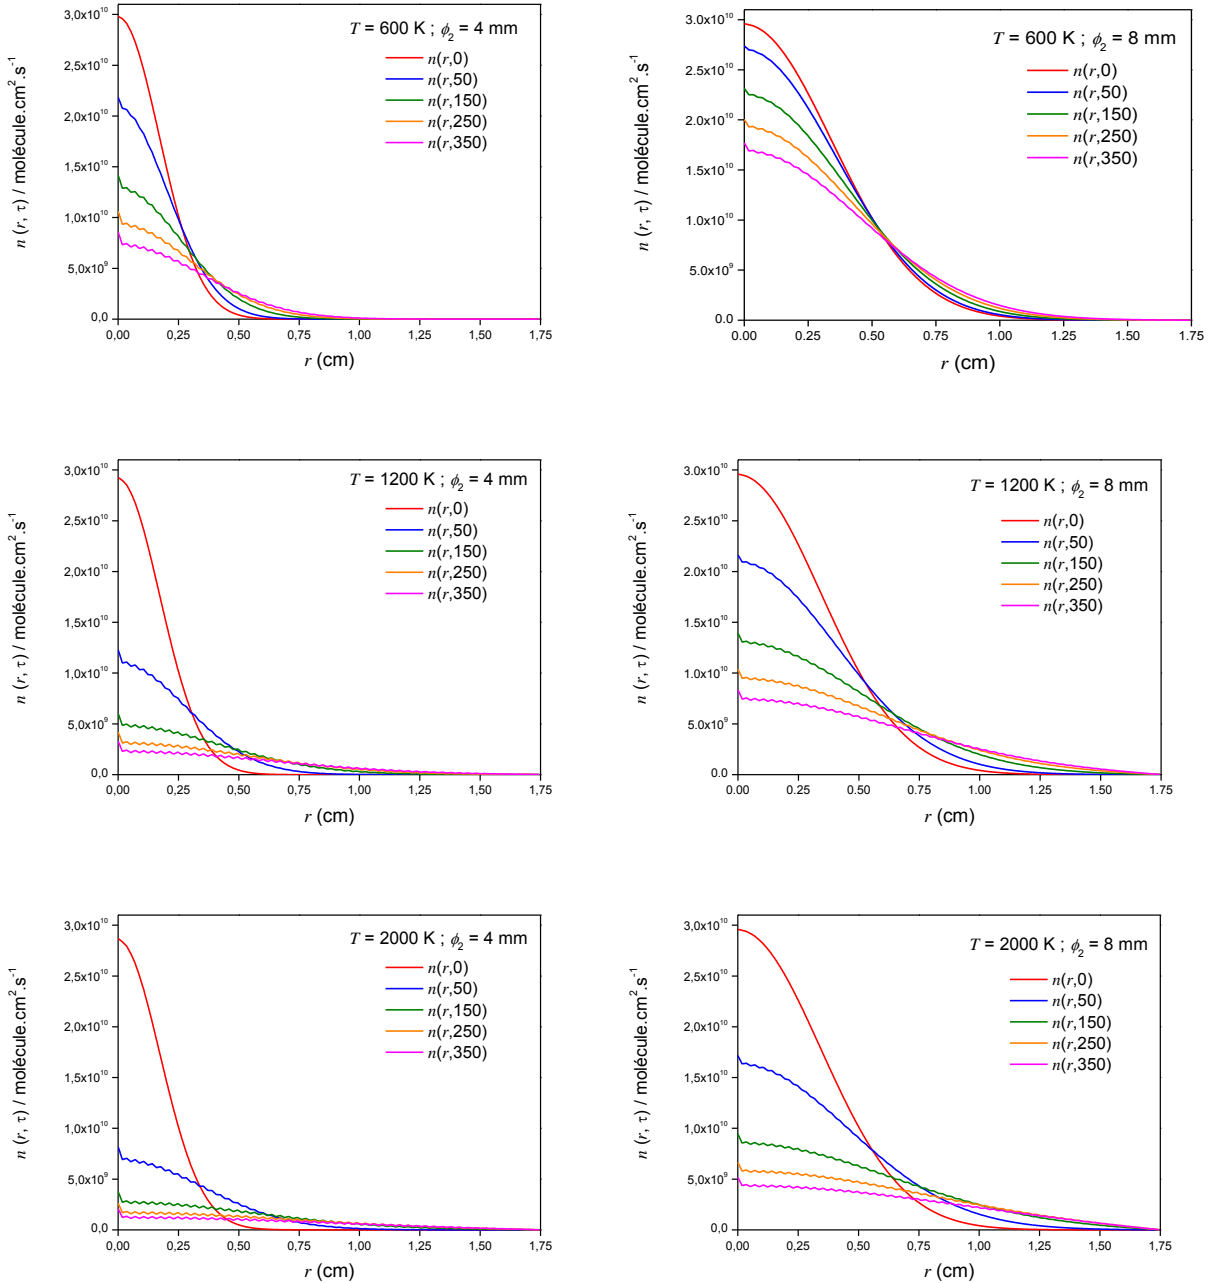 T = 600 K ; ϕ₂ = 4 mm
n(r,0)
n(r,50)
n(r,150)
n(r,250)
n(r,350)
3,0x10¹⁰
2,5x10¹⁰
2,0x10¹⁰
1,5x10¹⁰
1,0x10¹⁰
5,0x10⁹
0,0
n (r, τ) / molécule.cm².s⁻¹
0,00 0,25 0,50 0,75 1,00 1,25 1,50 1,75
r (cm)
T = 600 K ; ϕ₂ = 8 mm
n(r,0)
n(r,50)
n(r,150)
n(r,250)
n(r,350)
3.0x10¹⁰
2.5x10¹⁰
2.0x10¹⁰
1.5x10¹⁰
1.0x10¹⁰
5.0x10⁹
0.0
n (r, τ) / molécule.cm².s⁻¹
0.00 0.25 0.50 0.75 1.00 1.25 1.50 1.75
r (cm)
T = 1200 K ; ϕ₂ = 4 mm
n(r,0)
n(r,50)
n(r,150)
n(r,250)
n(r,350)
3,0x10¹⁰
2,5x10¹⁰
2,0x10¹⁰
1,5x10¹⁰
1,0x10¹⁰
5,0x10⁹
0,0
n (r, τ) / molécule.cm².s⁻¹
0,00 0,25 0,50 0,75 1,00 1,25 1,50 1,75
r (cm)
T = 1200 K ; ϕ₂ = 8 mm
n(r,0)
n(r,50)
n(r,150)
n(r,250)
n(r,350)
3.0x10¹⁰
2.5x10¹⁰
2.0x10¹⁰
1.5x10¹⁰
1.0x10¹⁰
5.0x10⁹
0.0
n (r, τ) / molécule.cm².s⁻¹
0.00 0.25 0.50 0.75 1.00 1.25 1.50 1.75
r (cm)
T = 2000 K ; ϕ₂ = 4 mm
n(r,0)
n(r,50)
n(r,150)
n(r,250)
n(r,350)
3,0x10¹⁰
2,5x10¹⁰
2,0x10¹⁰
1,5x10¹⁰
1,0x10¹⁰
5,0x10⁹
0,0
n (r, τ) / molécule.cm².s⁻¹
0,00 0,25 0,50 0,75 1,00 1,25 1,50 1,75
r (cm)
T = 2000 K ; ϕ₂ = 8 mm
n(r,0)
n(r,50)
n(r,150)
n(r,250)
n(r,350)
3,0x10¹⁰
2,5x10¹⁰
2,0x10¹⁰
1,5x10¹⁰
1,0x10¹⁰
5,0x10⁹
0,0
n (r, τ) / molécule.cm².s⁻¹
0,00 0,25 0,50 0,75 1,00 1,25 1,50 1,75
r (cm)